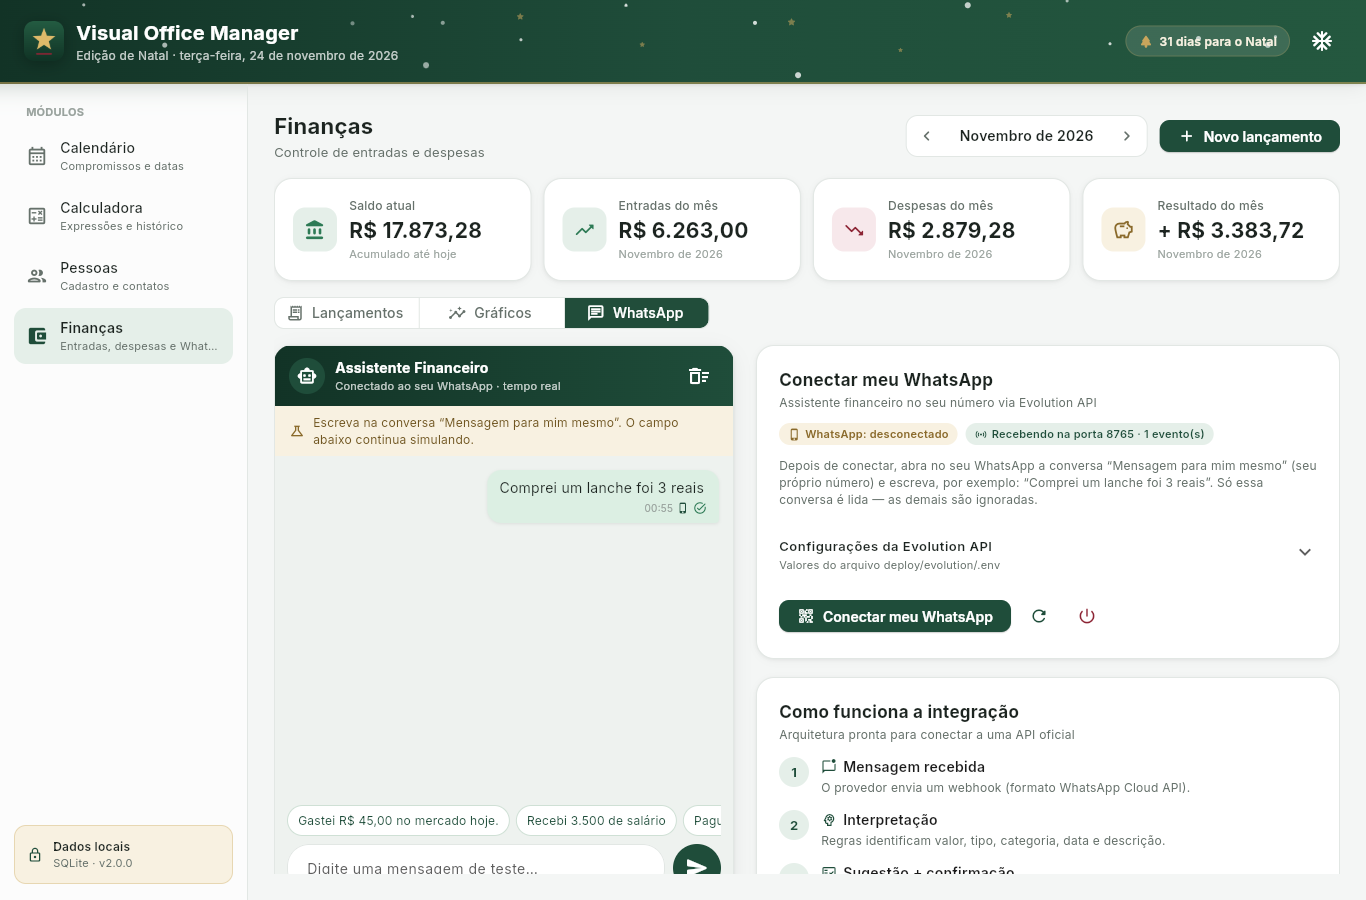 Visual Office Manager
Edição de Natal · terça-feira, 24 de novembro de 2026
31 dias para o Natal
MÓDULOS
Calendário
Compromissos e datas
Calculadora
Expressões e histórico
Pessoas
Cadastro e contatos
Finanças
Entradas, despesas e What...
Dados locais
SQLite · v2.0.0
Finanças
Controle de entradas e despesas
Novembro de 2026
Novo lançamento
Saldo atual
R$ 17.873,28
Acumulado até hoje
Entradas do mês
R$ 6.263,00
Novembro de 2026
Despesas do mês
R$ 2.879,28
Novembro de 2026
Resultado do mês
+ R$ 3.383,72
Novembro de 2026
Lançamentos
Gráficos
WhatsApp
Assistente Financeiro
Conectado ao seu WhatsApp · tempo real
Escreva na conversa “Mensagem para mim mesmo”. O campo
abaixo continua simulando.
Comprei um lanche foi 3 reais
00:55
Gastei R$ 45,00 no mercado hoje.
Recebi 3.500 de salário
Pagu
Digite uma mensagem de teste...
Conectar meu WhatsApp
Assistente financeiro no seu número via Evolution API
WhatsApp: desconectado
Recebendo na porta 8765 · 1 evento(s)
Depois de conectar, abra no seu WhatsApp a conversa “Mensagem para mim mesmo” (seu
próprio número) e escreva, por exemplo: “Comprei um lanche foi 3 reais”. Só essa
conversa é lida — as demais são ignoradas.
Configurações da Evolution API
Valores do arquivo deploy/evolution/.env
Conectar meu WhatsApp
Como funciona a integração
Arquitetura pronta para conectar a uma API oficial
1
Mensagem recebida
O provedor envia um webhook (formato WhatsApp Cloud API).
2
Interpretação
Regras identificam valor, tipo, categoria, data e descrição.
Sugestão + confirmação